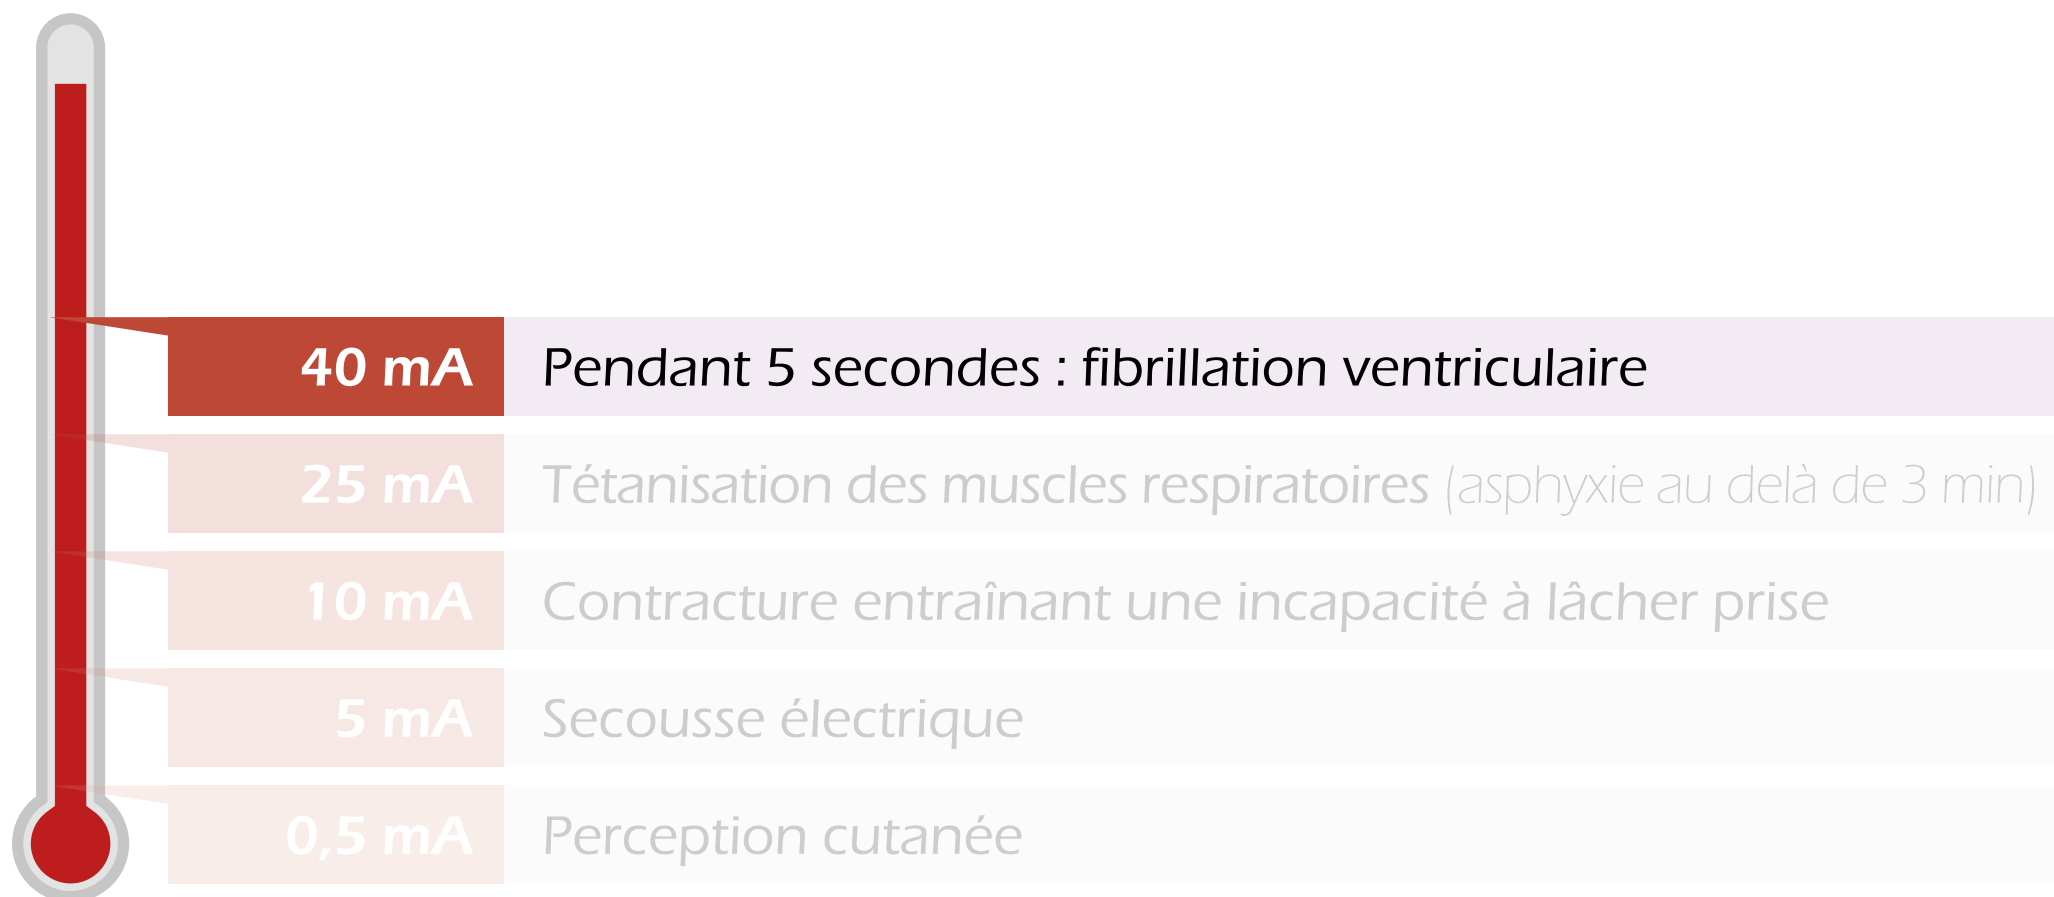 40 mA Pendant 5 secondes : fibrillation ventriculaire
25 mA Tétanisation des muscles respiratoires (asphyxie au delà de 3 min)
10 mA Contracture entraînant une incapacité à lâcher prise
5 mA Secousse électrique
0,5 mA Perception cutanée